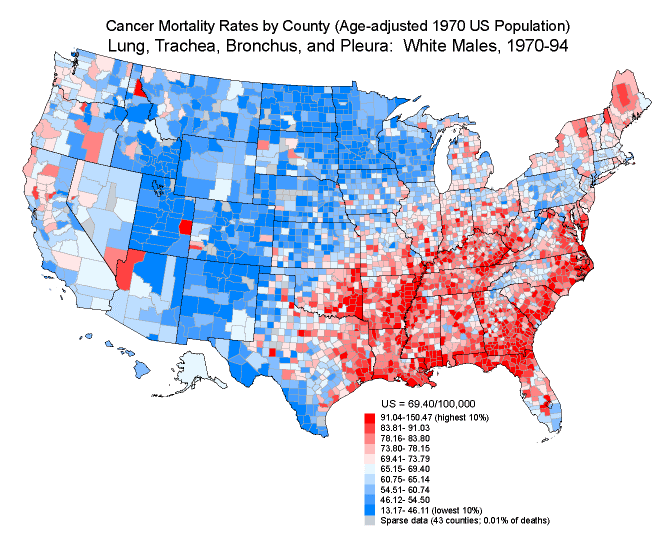 Cancer Mortality Rates by County (Age-adjusted 1970 US Population)
Lung, Trachea, Bronchus, and Pleura: White Males, 1970-94
US = 69.40/100,000
91.04-150.47 (highest 10%)
83.81- 91.03
78.16- 83.80
73.80- 78.15
69.41- 73.79
65.15- 69.40
60.75- 65.14
54.51- 60.74
46.12- 54.50
13.17- 46.11 (lowest 10%)
Sparse data (43 counties; 0.01% of deaths)